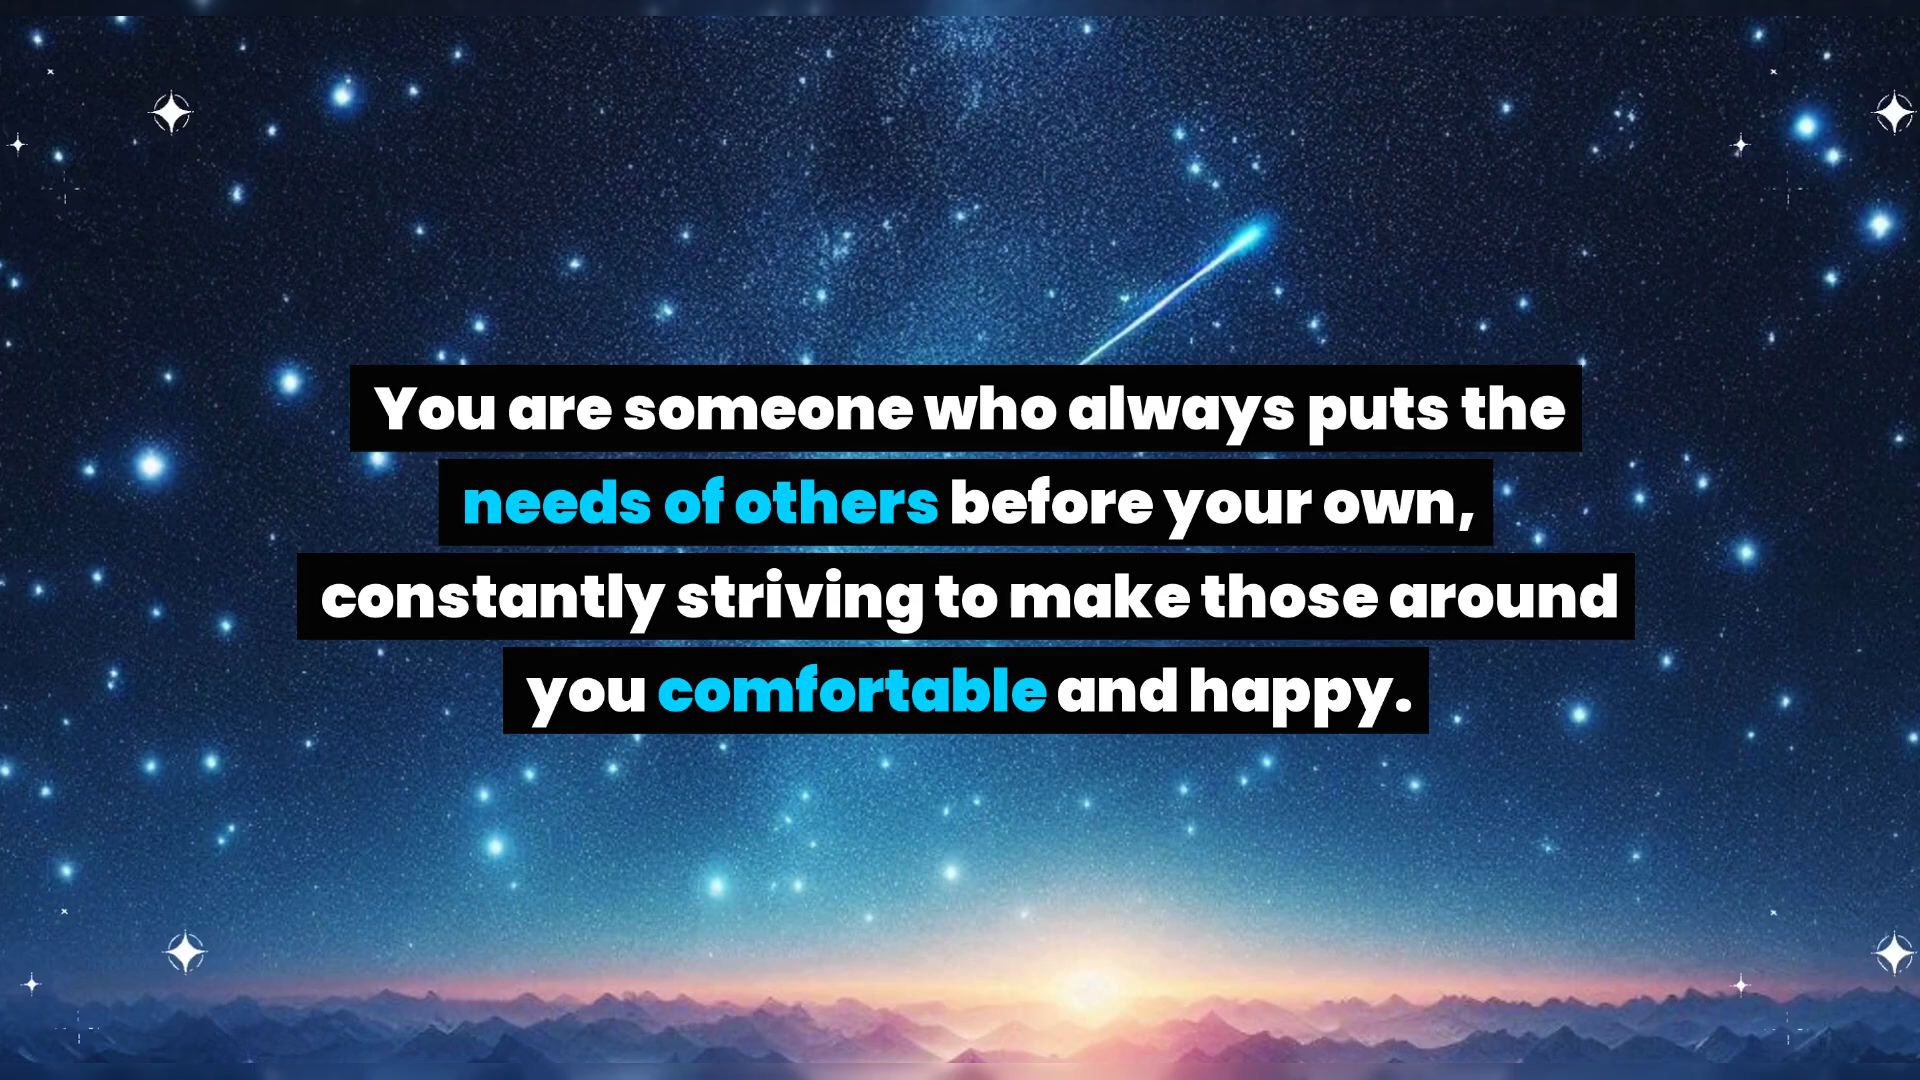 You are someone who always puts the
needs of others before your own,
constantly striving to make those around
you comfortable and happy.